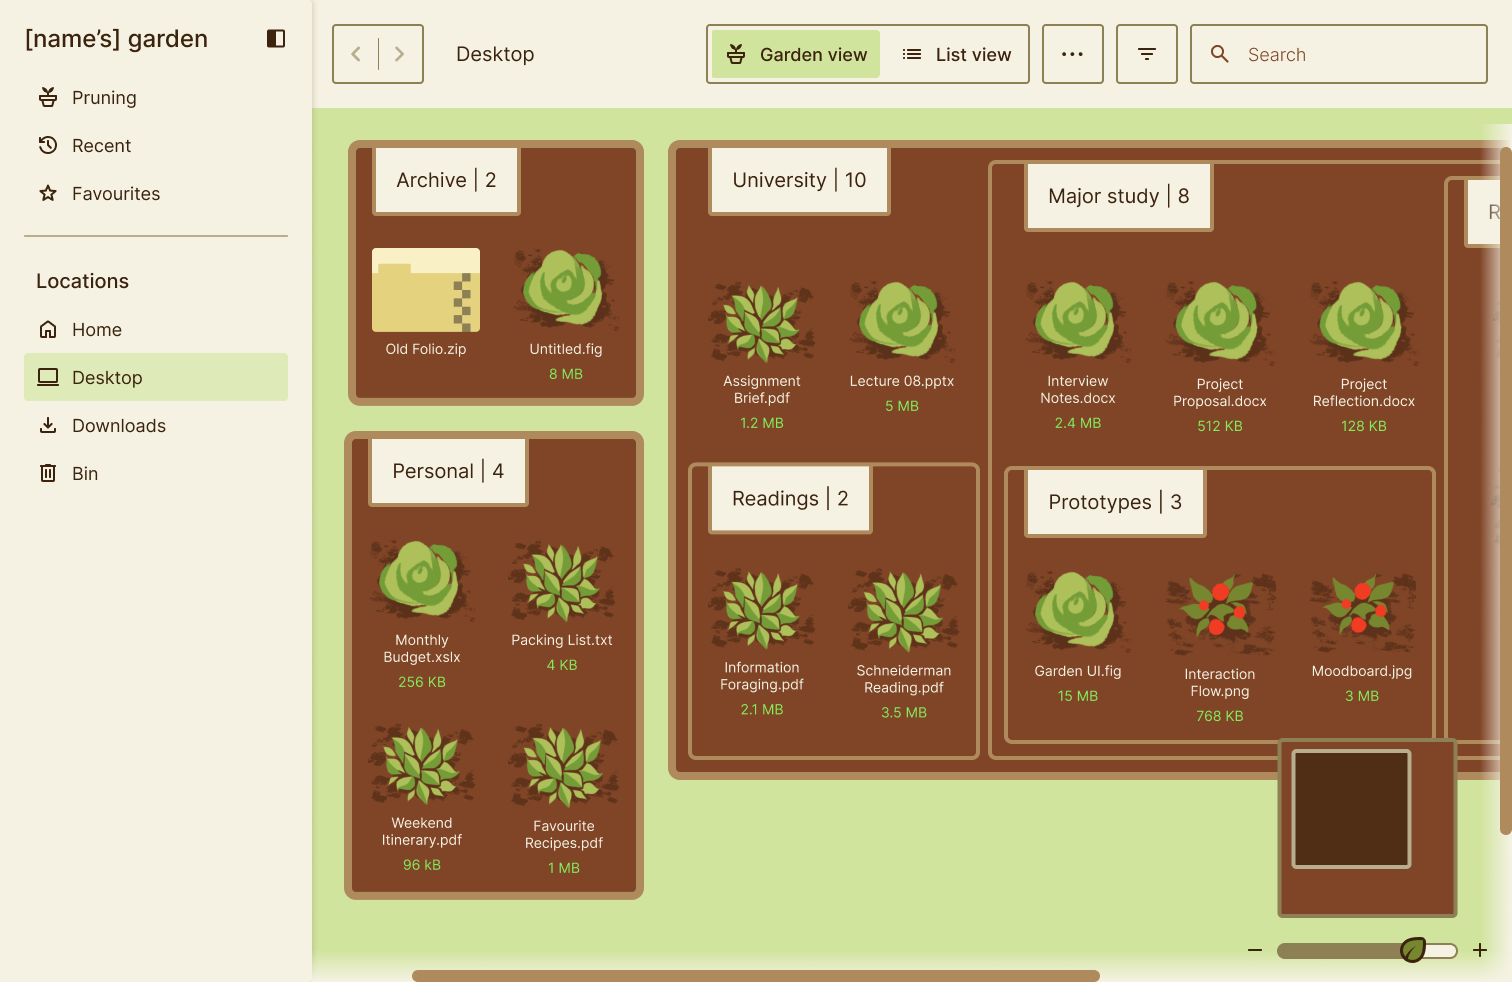 [name’s] garden
Pruning
Recent
Favourites
Locations
Home
Desktop
Downloads
Bin
Desktop
Garden view
List view
Search
Archive | 2
Old Folio.zip
Untitled.fig
8 MB
Personal | 4
Monthly
Budget.xslx
256 KB
Packing List.txt
4 KB
Weekend
Itinerary.pdf
96 kB
Favourite
Recipes.pdf
1 MB
University | 10
Assignment
Brief.pdf
1.2 MB
Lecture 08.pptx
5 MB
Readings | 2
Information
Foraging.pdf
2.1 MB
Schneiderman
Reading.pdf
3.5 MB
Major study | 8
Interview
Notes.docx
2.4 MB
Project
Proposal.docx
512 KB
Project
Reflection.docx
128 KB
Prototypes | 3
Garden UI.fig
15 MB
Interaction
Flow.png
768 KB
Moodboard.jpg
3 MB